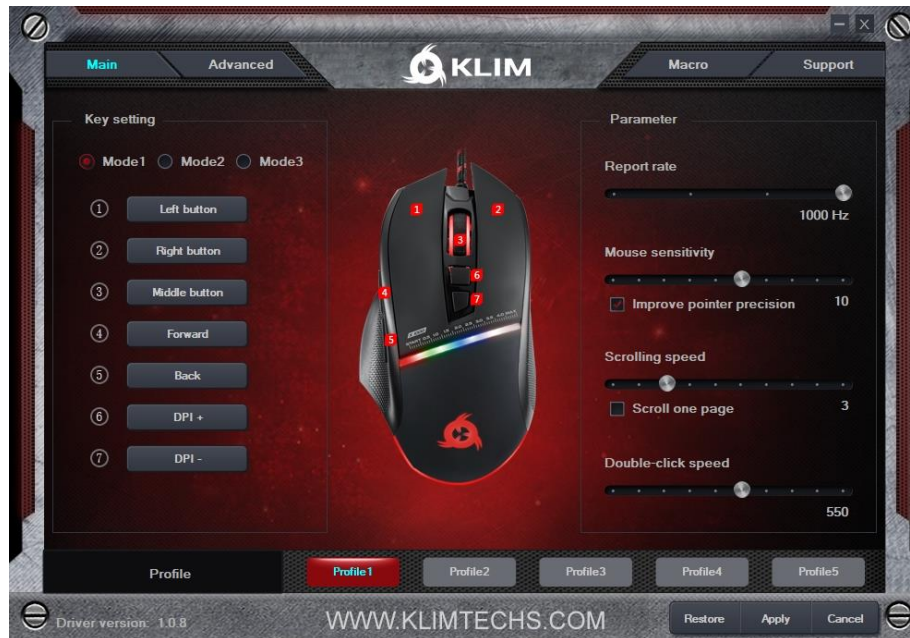 Main
Advanced
KLIM
Macro
Support
Key setting
Mode1
Mode2
Mode3
1 Left button
2 Right button
3 Middle button
4 Forward
5 Back
6 DPI +
7 DPI -
1
2
3
6
7
4
5
Parameter
Report rate
1000 Hz
Mouse sensitivity
Improve pointer precision 10
Scrolling speed
Scroll one page 3
Double-click speed
550
Profile
Profile1
Profile2
Profile3
Profile4
Profile5
Driver version: 1.0.8
WWW.KLIMTECHS.COM
Restore
Apply
Cancel